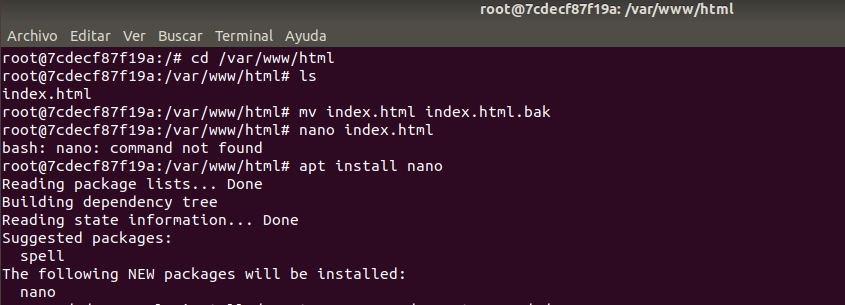 root@7cdecf87f19a: /var/www/html
Archivo Editar Ver Buscar Terminal Ayuda
root@7cdecf87f19a:/# cd /var/www/html
root@7cdecf87f19a:/var/www/html# ls
index.html
root@7cdecf87f19a:/var/www/html# mv index.html index.html.bak
root@7cdecf87f19a:/var/www/html# nano index.html
bash: nano: command not found
root@7cdecf87f19a:/var/www/html# apt install nano
Reading package lists... Done
Building dependency tree
Reading state information... Done
Suggested packages:
  spell
The following NEW packages will be installed:
  nano